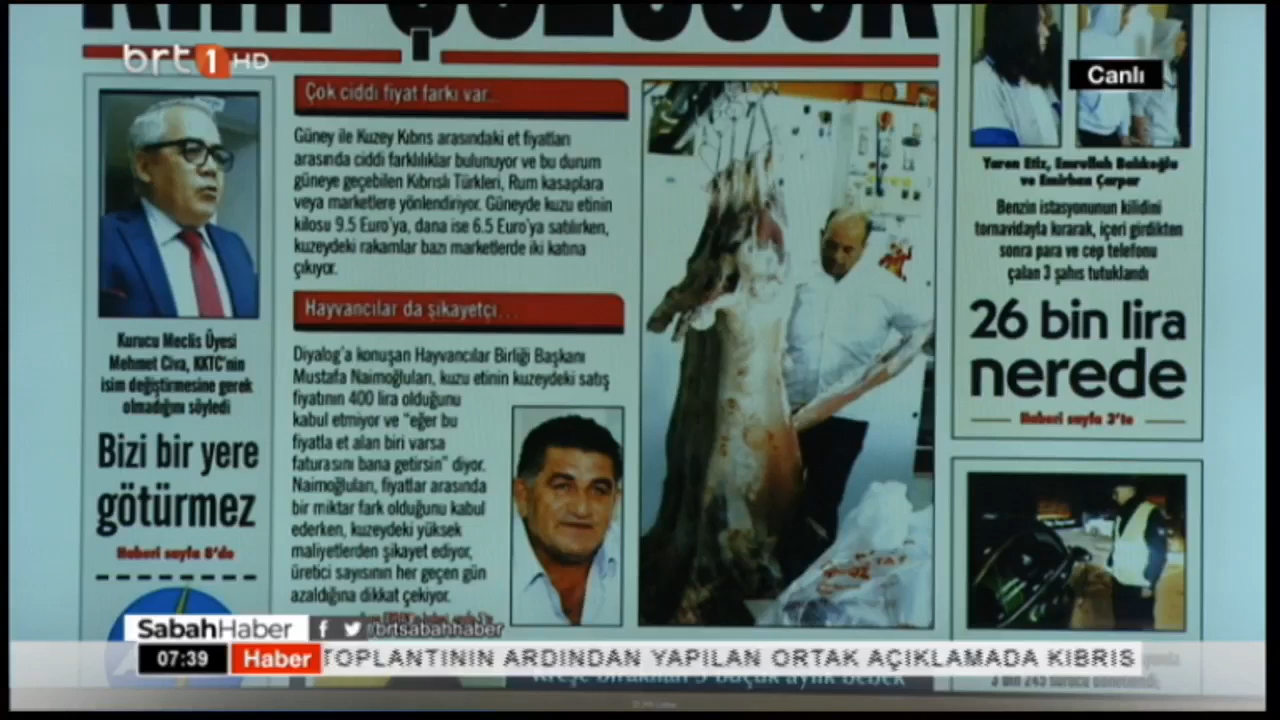 brt 1 HD
Canlı
Kurucu Meclis Üyesi
Mehmet Civa, KKTC'nin
isim değiştirmesine gerek
olmadığını söyledi
Bizi bir yere
götürmez
Haberi sayfa 8'de
Çok ciddi fiyat farkı var...
Güney ile Kuzey Kıbrıs arasındaki et fiyatları
arasında ciddi farklılıklar bulunuyor ve bu durum
güneye geçebilen Kıbrıslı Türkleri, Rum kasaplara
veya marketlere yönlendiriyor. Güneyde kuzu etinin
kilosu 9.5 Euro'ya, dana ise 6.5 Euro'ya satılırken,
kuzeydeki rakamlar bazı marketlerde iki katına
çıkıyor.
Hayvancılar da şikayetçi...
Diyalog'a konuşan Hayvancılar Birliği Başkanı
Mustafa Naimoğluları, kuzu etinin kuzeydeki satış
fiyatının 400 lira olduğunu
kabul etmiyor ve "eğer bu
fiyatla et alan biri varsa
faturasını bana getirsin" diyor.
Naimoğluları, fiyatlar arasında
bir miktar fark olduğunu kabul
ederken, kuzeydeki yüksek
maliyetlerden şikayet ediyor,
üretici sayısının her geçen gün
azaldığına dikkat çekiyor.
Yaren Etiz, Emrullah Balıkoğlu
ve Emirhan Çarpar
Benzin istasyonunun kilidini
tornavidayla kırarak, içeri girdikten
sonra para ve cep telefonu
çalan 3 şahıs tutuklandı
26 bin lira
nerede
Haberi sayfa 3'te
SabahHaber
/brtsabahhaber
07:39
Haber
TOPLANTININ ARDINDAN YAPILAN ORTAK AÇIKLAMADA KIBRIS